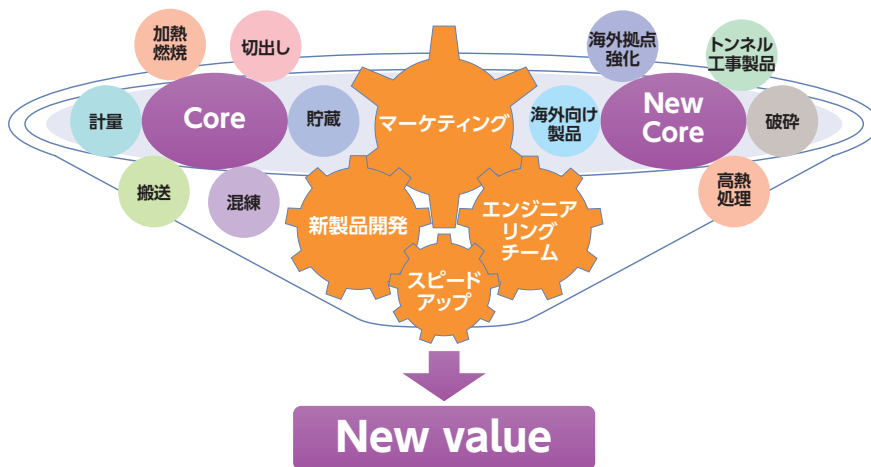 加熱
燃焼
切出し
計量
Core
貯蔵
搬送
混練
マーケティング
海外拠点
強化
トンネル
工事製品
海外向け
製品
New
Core
破砕
高熱
処理
新製品開発
エンジニア
リング
チーム
スピード
アップ
New value